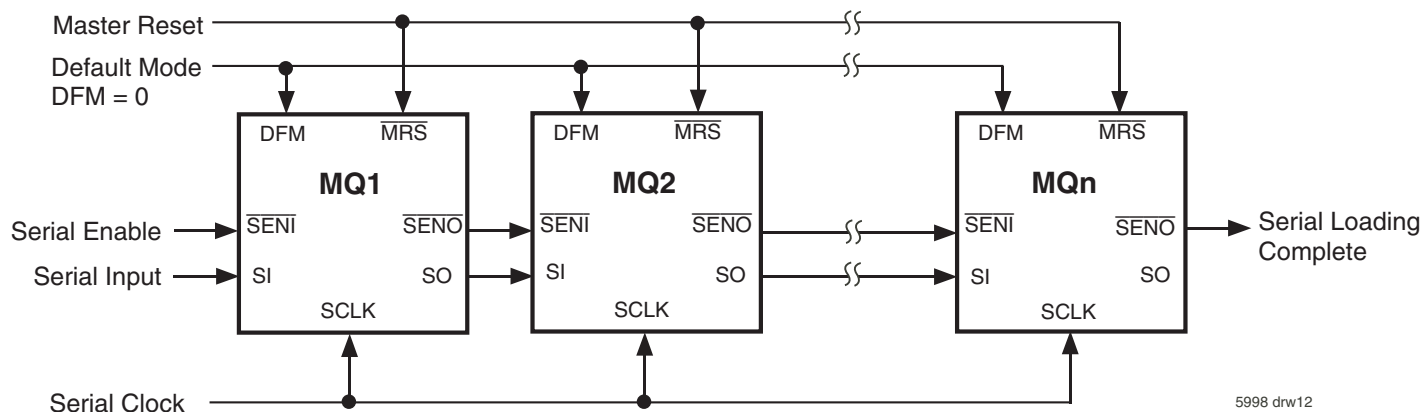 Master Reset
Default Mode
DFM = 0
DFM
MRS
MQ1
SENI
SENO
SI
SO
SCLK
DFM
MRS
MQ2
SENI
SENO
SI
SO
SCLK
DFM
MRS
MQn
SENI
SENO
SI
SO
SCLK
Serial Enable
Serial Input
Serial Loading
Complete
Serial Clock
5998 drw12